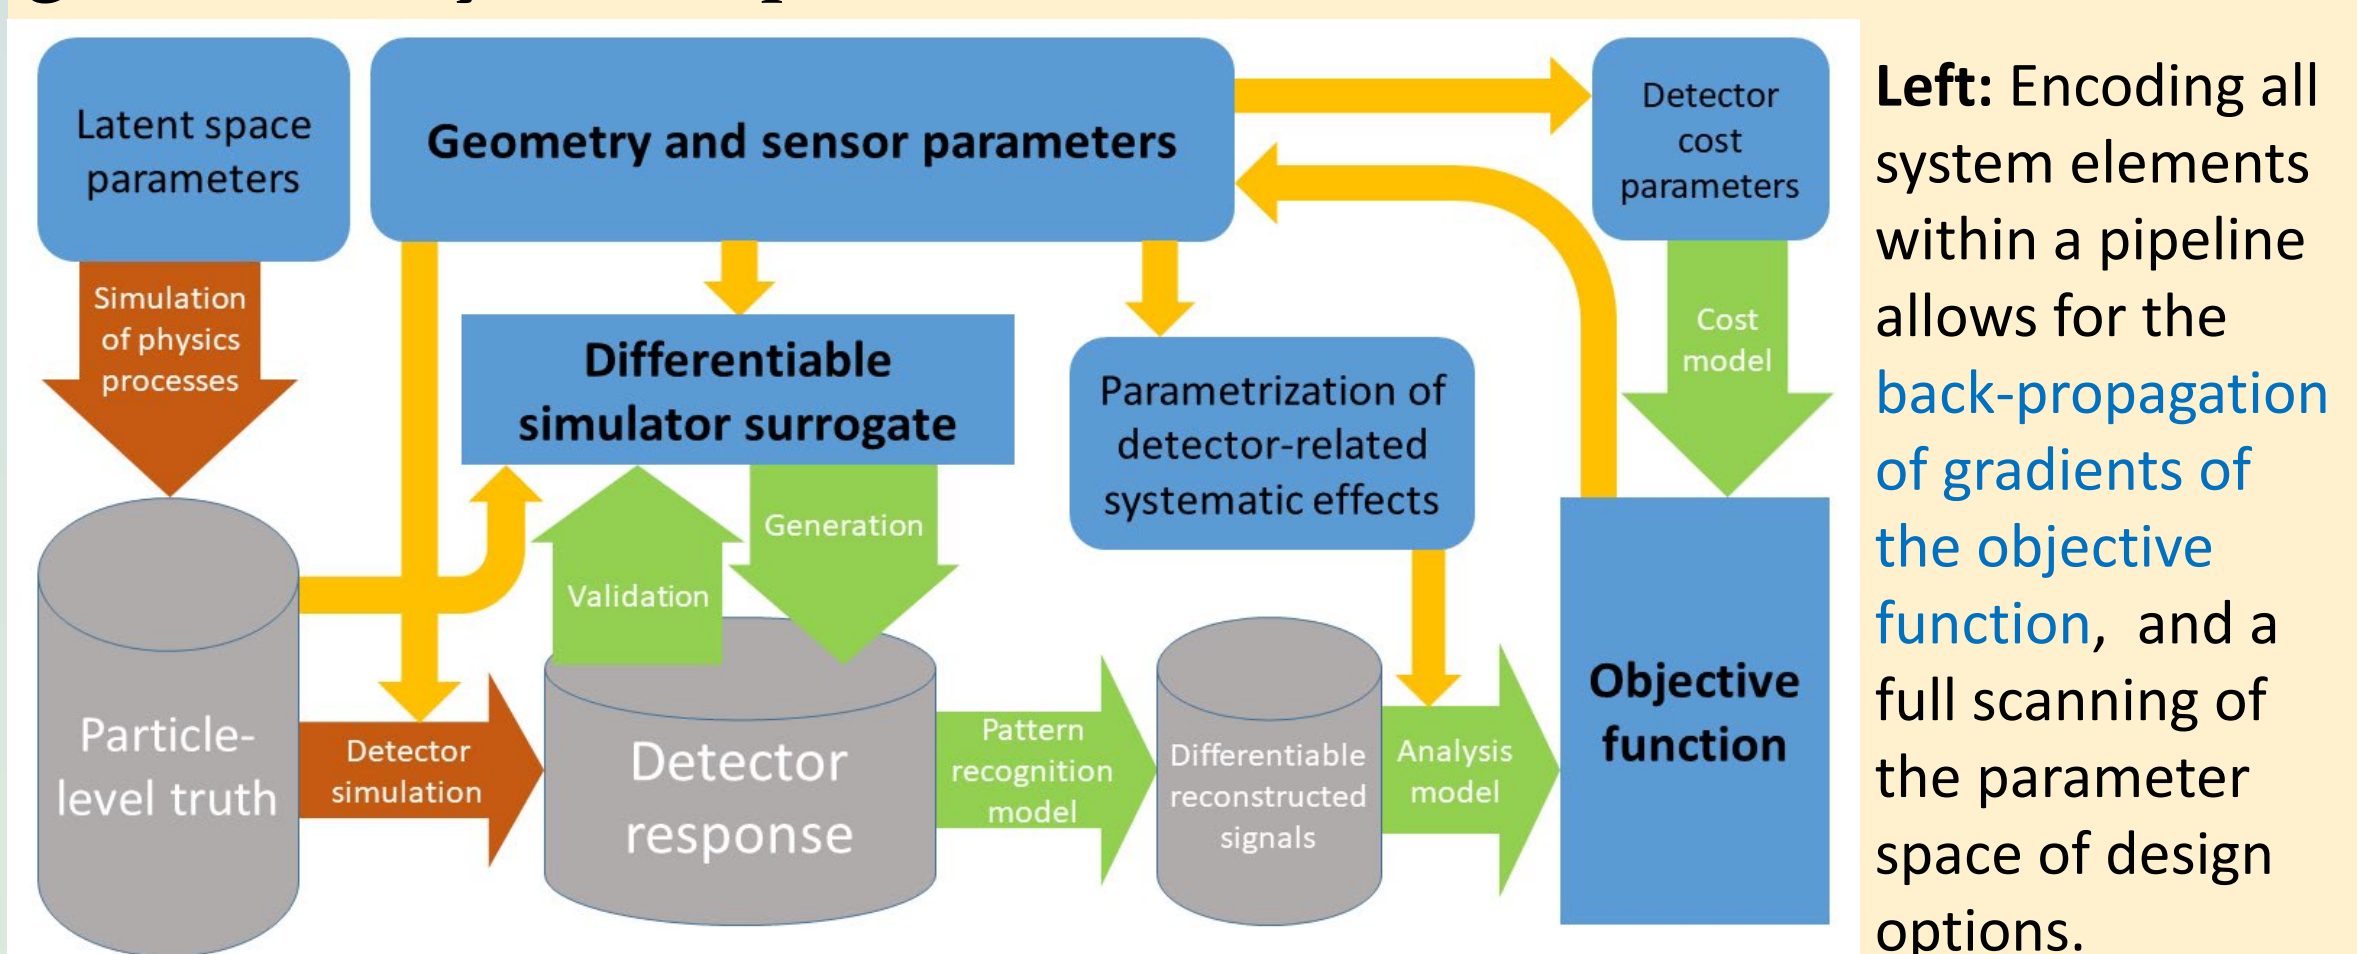 Latent space
parameters
Geometry and sensor parameters
Detector
cost
parameters
Simulation
of physics
processes
Differentiable
simulator surrogate
Parametrization of
detector-related
systematic effects
Cost
model
Validation
Generation
Particle-
level truth
Detector
simulation
Detector
response
Pattern
recognition
model
Differentiable
reconstructed
signals
Analysis
model
Objective
function
Left: Encoding all
system elements
within a pipeline
allows for the
back-propagation
of gradients of
the objective
function, and a
full scanning of
the parameter
space of design
options.